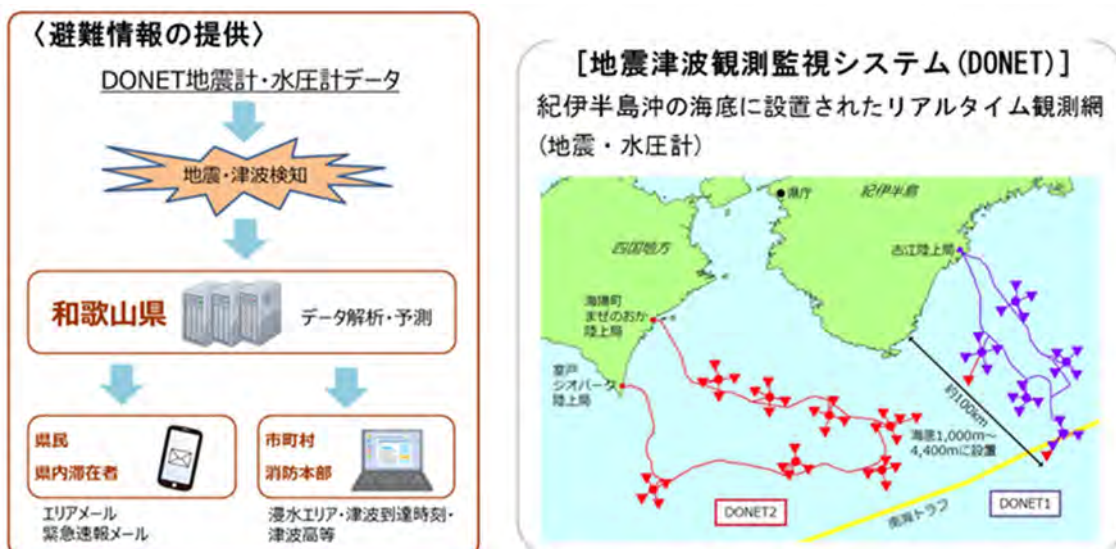 〈避難情報の提供〉
DONET地震計・水圧計データ
地震・津波検知
和歌山県
データ解析・予測
県民
県内滞在者
市町村
消防本部
エリアメール
緊急速報メール
浸水エリア・津波到達時刻・
津波高等
[地震津波観測監視システム(DONET)]
紀伊半島沖の海底に設置されたリアルタイム観測網
(地震・水圧計)
県庁
紀伊半島
四国地方
古江陸上局
海陽町
まぜのおか
陸上局
室戸
ジオパーク
陸上局
約100km
海底1,000m～
4,400mに設置
DONET2
DONET1
南海トラフ